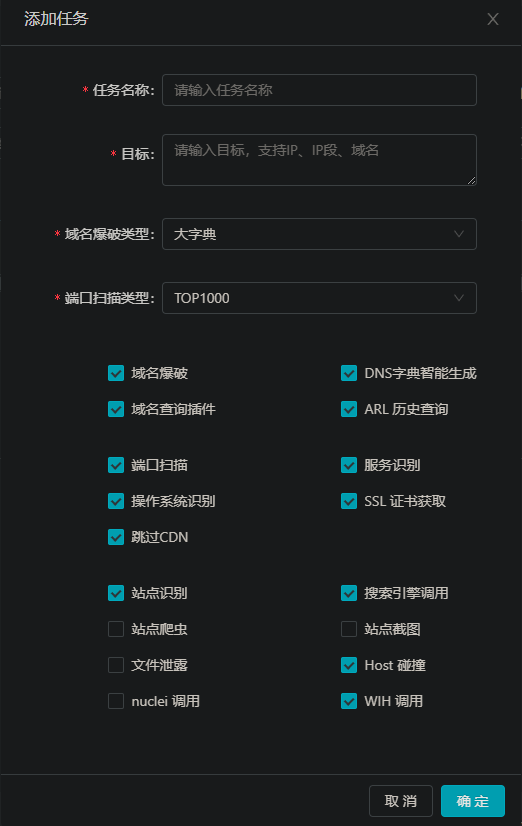 添加任务
* 任务名称: 请输入任务名称
* 目标: 请输入目标，支持IP、IP段、域名
* 域名爆破类型: 大字典
* 端口扫描类型: TOP1000
域名爆破 DNS字典智能生成
域名查询插件 ARL 历史查询
端口扫描 服务识别
操作系统识别 SSL 证书获取
跳过CDN
站点识别 搜索引擎调用
站点爬虫 站点截图
文件泄露 Host 碰撞
nuclei 调用 WIH 调用
取 消 确 定